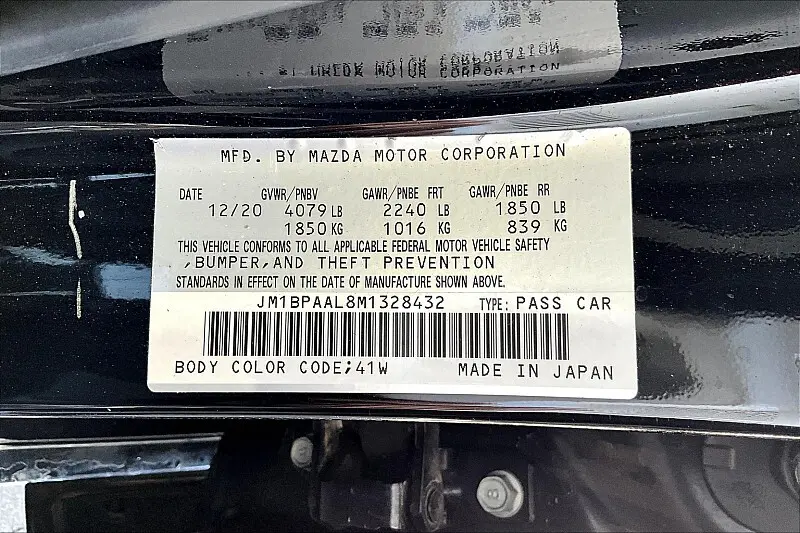 MOTOR CORPORATION
MFD. BY MAZDA MOTOR CORPORATION
DATE GVWR/PNBV GAWR/PNBE FRT GAWR/PNBE RR
12/20 4079 LB 2240 LB 1850 LB
1850 KG 1016 KG 839 KG
THIS VEHICLE CONFORMS TO ALL APPLICABLE FEDERAL MOTOR VEHICLE SAFETY
,BUMPER,AND THEFT PREVENTION
STANDARDS IN EFFECT ON THE DATE OF MANUFACTURE SHOWN ABOVE.
JM1BPAAL8M1328432 TYPE: PASS CAR
BODY COLOR CODE;41W MADE IN JAPAN